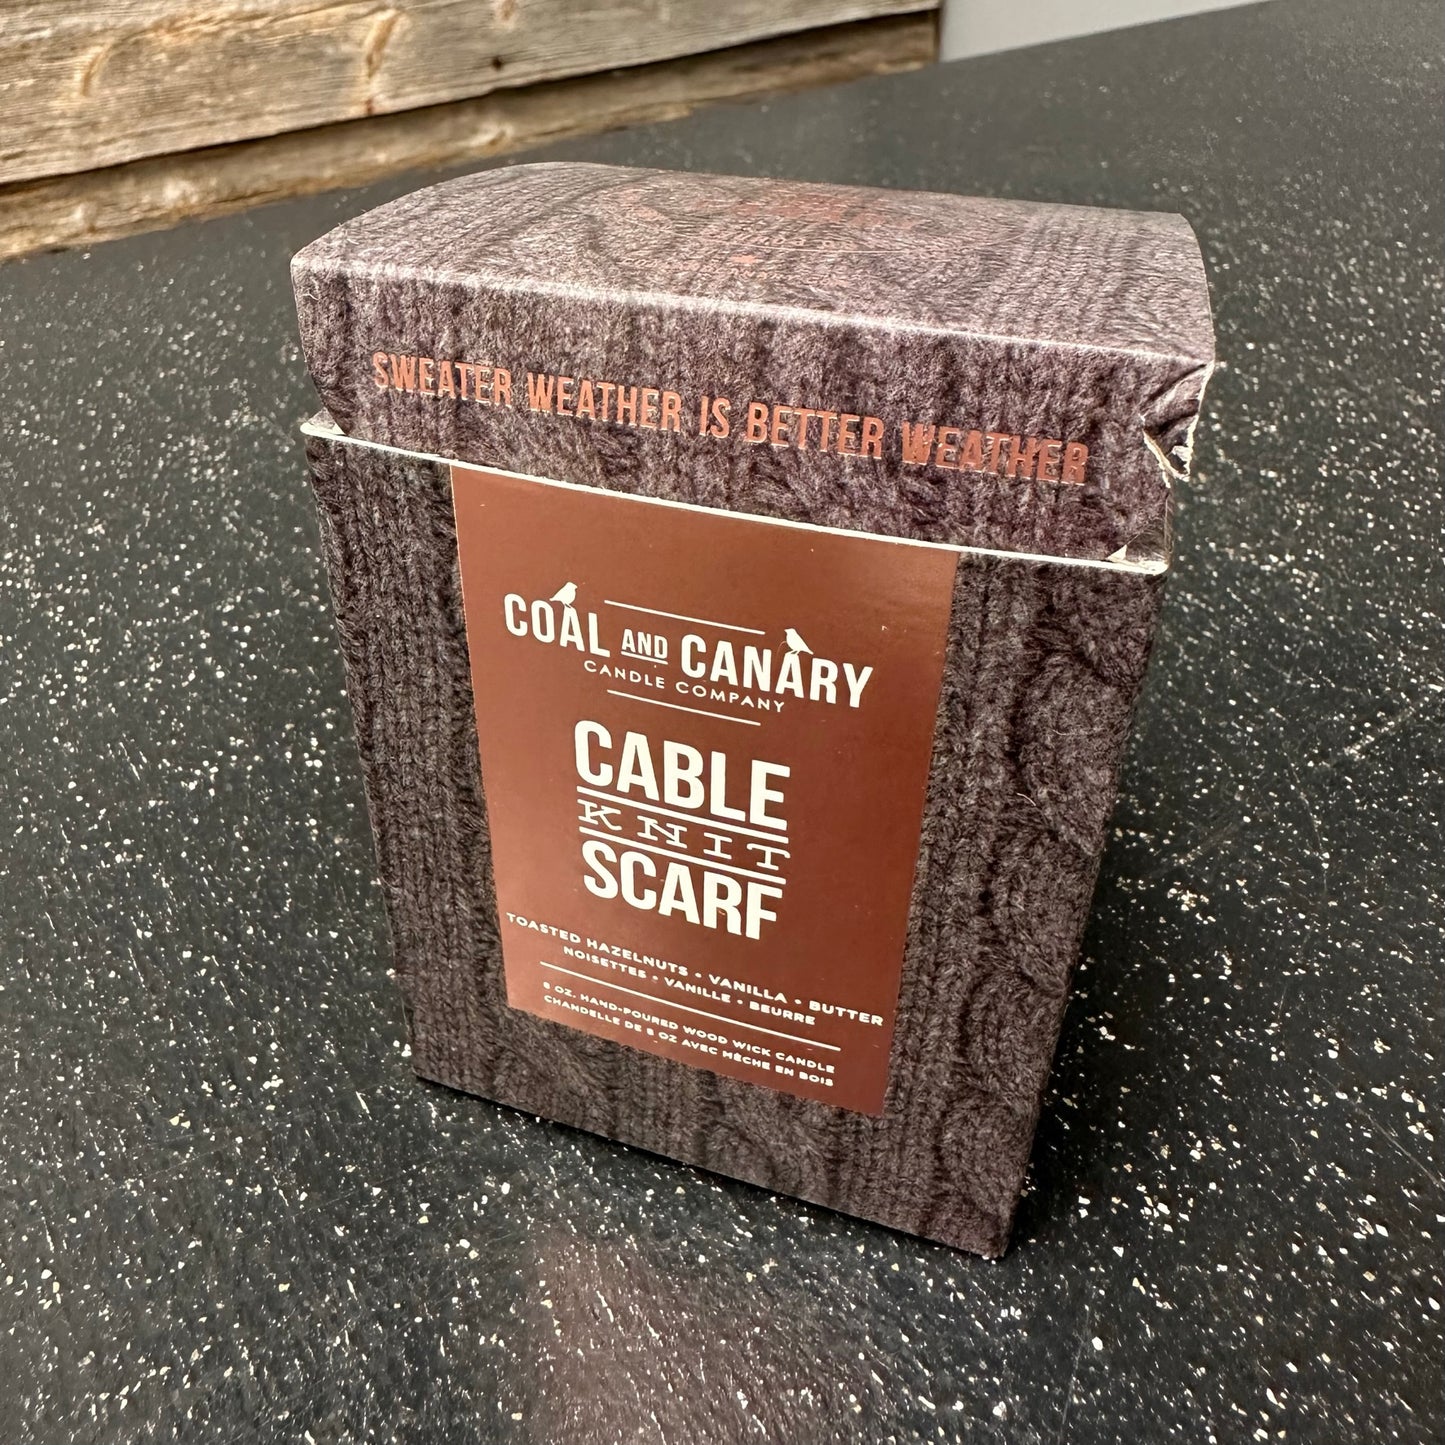 SWEATER WEATHER IS BETTER WEATHER
COAL AND CANARY
CANDLE COMPANY
CABLE
KNIT
SCARF
TOASTED HAZELNUTS • VANILLA • BUTTER
NOISETTES • VANILLE • BEURRE
8 OZ. HAND-POURED WOOD WICK CANDLE
CHANDELLE DE 8 OZ AVEC MÈCHE EN BOIS